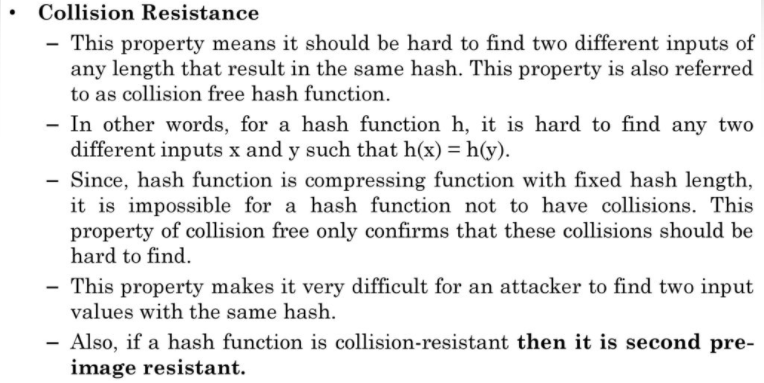 • Collision Resistance
– This property means it should be hard to find two different inputs of
any length that result in the same hash. This property is also referred
to as collision free hash function.
– In other words, for a hash function h, it is hard to find any two
different inputs x and y such that h(x) = h(y).
– Since, hash function is compressing function with fixed hash length,
it is impossible for a hash function not to have collisions. This
property of collision free only confirms that these collisions should be
hard to find.
– This property makes it very difficult for an attacker to find two input
values with the same hash.
– Also, if a hash function is collision-resistant then it is second pre-
image resistant.